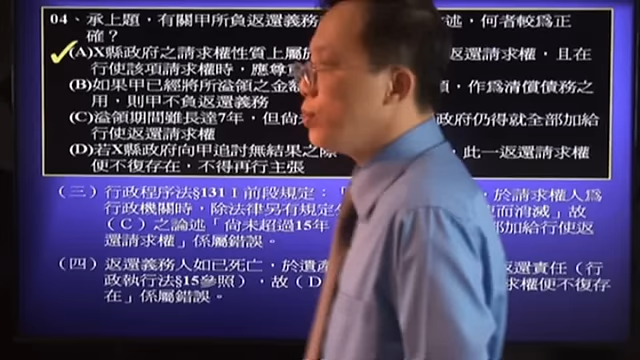 04、承上題，有關甲所負返還義務 述，何者較為正
確？
(A)X縣政府之請求權性質上屬於 返還請求權，且在
行使該項請求權時，應尊重
(B)如果甲已經將所溢領之金額 額，作為清償債務之
用，則甲不負返還義務
(C)溢領期間雖長達7年，但尚 政府仍得就全部加給
行使返還請求權
(D)若X縣政府向甲追討無結果之際 此一返還請求權
便不復存在，不得再行主張
(三）行政程序法§131 I 前段規定：「 ，於請求權人為
行政機關時，除法律另有規定 而消滅」故
（C）之論述「尚未超過15年 部加給行使返
還請求權」係屬錯誤。
(四）返還義務人如已死亡，於遺產 返還責任（行
政執行法§15參照），故（D 求權便不復存
在」係屬錯誤。